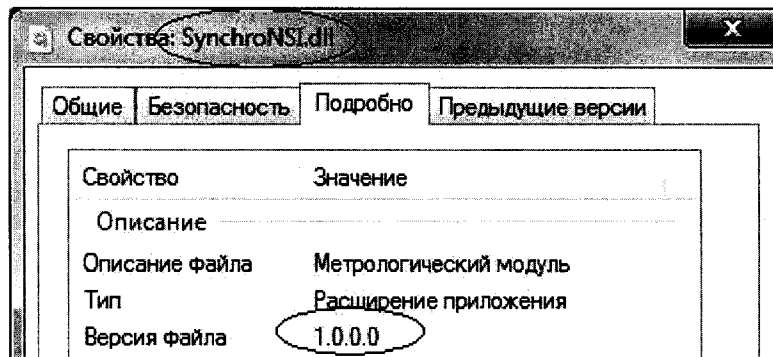 Свойства: SynchroNSI.dll
X
Общие Безопасность Подробно Предыдущие версии
Свойство Значение
Описание
Описание файла Метрологический модуль
Тип Расширение приложения
Версия файла 1.0.0.0